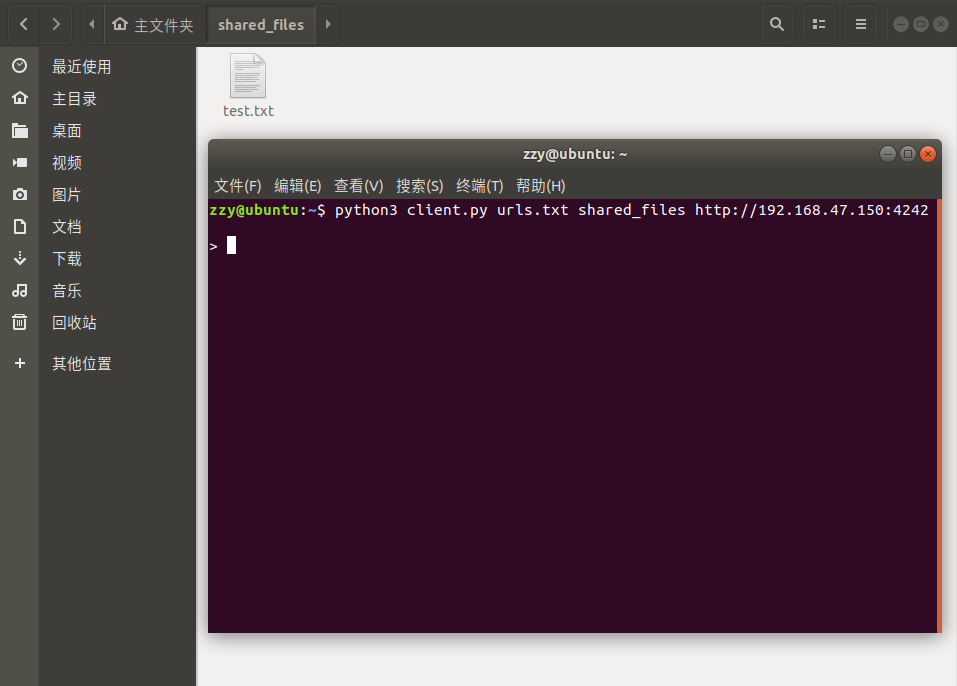 主文件夹 shared_files
最近使用
主目录
桌面
视频
图片
文档
下载
音乐
回收站
其他位置
test.txt
zzy@ubuntu: ~
文件(F) 编辑(E) 查看(V) 搜索(S) 终端(T) 帮助(H)
zzy@ubuntu:~$ python3 client.py urls.txt shared_files http://192.168.47.150:4242
>